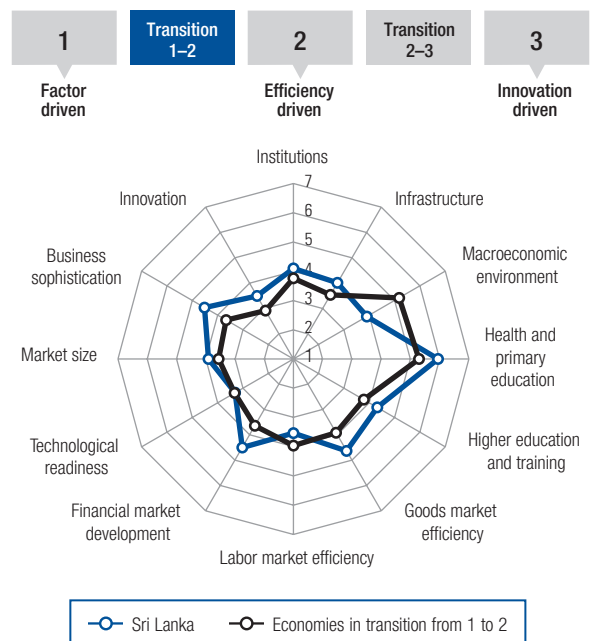 1
Transition
1–2
2
Transition
2–3
3
Factor
driven
Efficiency
driven
Innovation
driven
Institutions
Innovation
Infrastructure
7
6
5
4
3
2
1
Business
sophistication
Macroeconomic
environment
Market size
Health and
primary
education
Technological
readiness
Higher education
and training
Financial market
development
Goods market
efficiency
Labor market efficiency
Sri Lanka
Economies in transition from 1 to 2